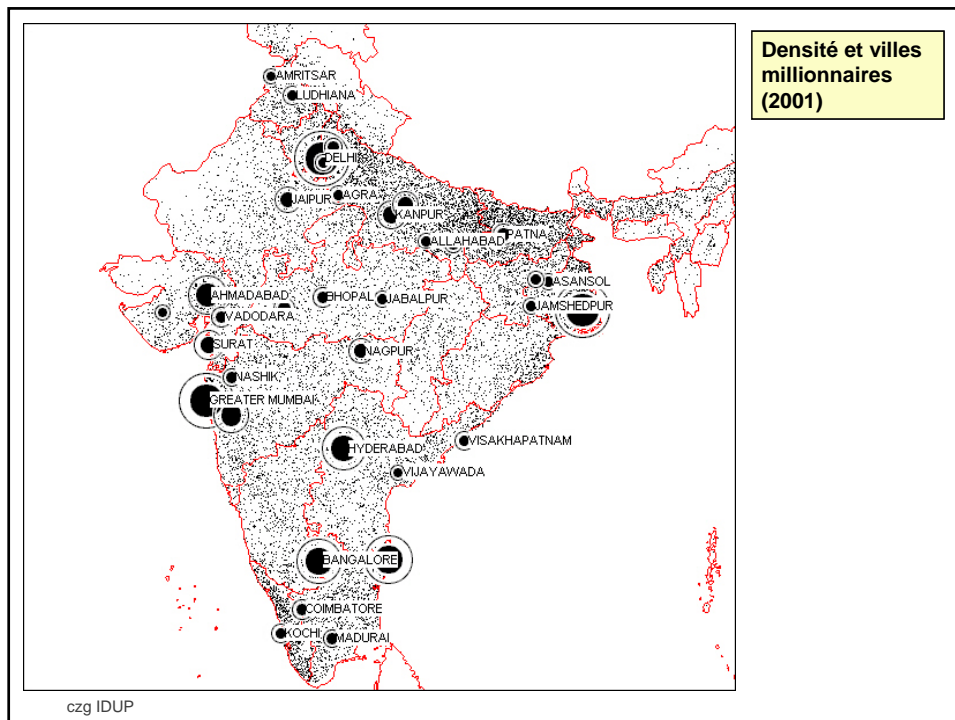 Densité et villes
millionnaires
(2001)
AMRITSAR
LUDHIANA
DELHI
JAIPUR
AGRA
KANPUR
ALLAHABAD
PATNA
ASANSOL
AHMADABAD
BHOPAL
JABALPUR
JAMSHEDPUR
VADODARA
SURAT
NAGPUR
NASHIK
GREATER MUMBAI
HYDERABAD
VISAKHAPATNAM
VIJAYAWADA
BANGALORE
COIMBATORE
KOCHI
MADURAI
czg IDUP